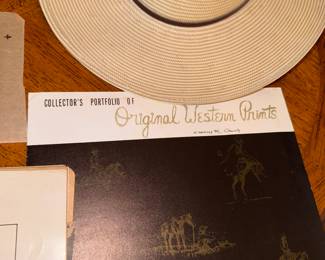 COLLECTOR'S PORTFOLIO OF
Original Western Prints